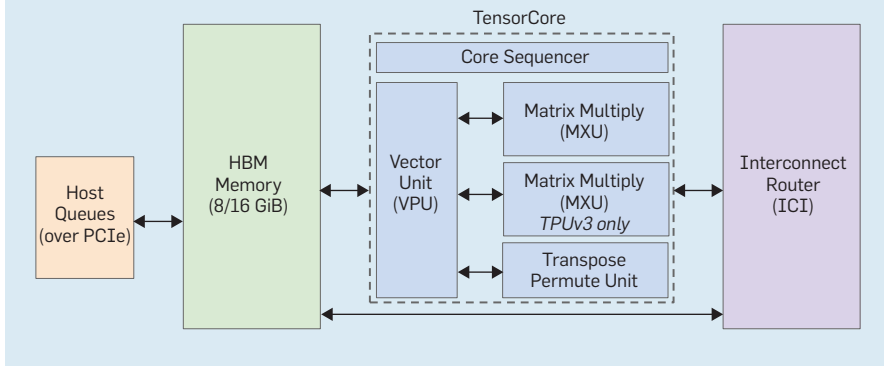 TensorCore
Core Sequencer
Host
Queues
(over PCIe)
HBM
Memory
(8/16 GiB)
Vector
Unit
(VPU)
Matrix Multiply
(MXU)
Matrix Multiply
(MXU)
TPUv3 only
Transpose
Permute Unit
Interconnect
Router
(ICI)